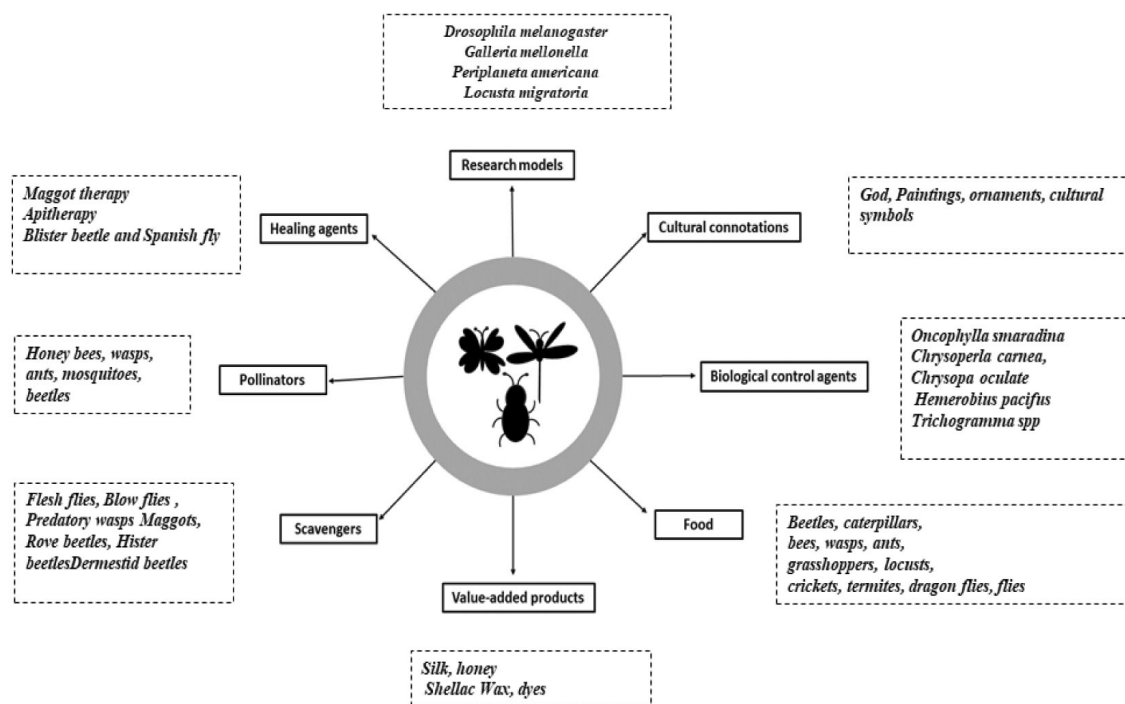 Drosophila melanogaster
Galleria mellonella
Periplaneta americana
Locusta migratoria
Research models
Maggot therapy
Apitherapy
Blister beetle and Spanish fly
Healing agents
Cultural connotations
God, Paintings, ornaments, cultural
symbols
Honey bees, wasps,
ants, mosquitoes,
beetles
Pollinators
Biological control agents
Oncophylla smaradina
Chrysoperla carnea,
Chrysopa oculate
Hemerobius pacifus
Trichogramma spp
Flesh flies, Blow flies ,
Predatory wasps Maggots,
Rove beetles, Hister
beetlesDermestid beetles
Scavengers
Food
Beetles, caterpillars,
bees, wasps, ants,
grasshoppers, locusts,
crickets, termites, dragon flies, flies
Value-added products
Silk, honey
Shellac Wax, dyes